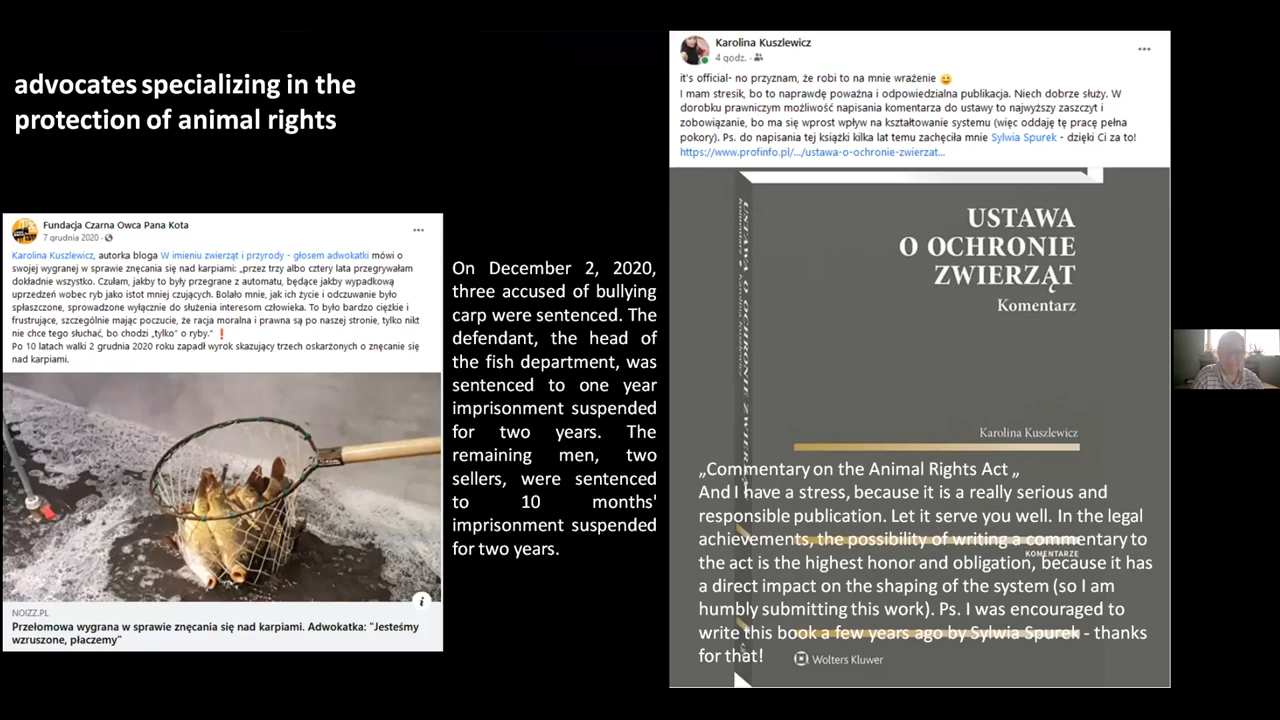 advocates specializing in the
protection of animal rights
Fundacja Czarna Owca Pana Kota
7 grudnia 2020
Karolina Kuszlewicz, autorka bloga W imieniu zwierząt i przyrody - głosem adwokatki mówi o
swojej wygranej w sprawie znęcania się nad karpiami: „przez trzy albo cztery lata przegrywałam
dokładnie wszystko. Czułam, jakby to były przegrane z automatu, będące jakby wypadkową
uprzedzeń wobec ryb jako istot mniej czujących. Bolało mnie, jak ich życie i odczuwanie było
spłaszczone, sprowadzone wyłącznie do służenia interesom człowieka. To było bardzo ciężkie i
frustrujące, szczególnie mając poczucie, że racja moralna i prawna są po naszej stronie, tylko nikt
nie chce tego słuchać, bo chodzi „tylko” o ryby.” ❗
Po 10 latach walki 2 grudnia 2020 roku zapadł wyrok skazujący trzech oskarżonych o znęcanie się
nad karpiami.
NOIZZ.PL
Przełomowa wygrana w sprawie znęcania się nad karpiami. Adwokatka: "Jesteśmy
wzruszone, płaczemy"
On December 2, 2020,
three accused of bullying
carp were sentenced. The
defendant, the head of
the fish department, was
sentenced to one year
imprisonment suspended
for two years. The
remaining men, two
sellers, were sentenced
to 10 months'
imprisonment suspended
for two years.
Karolina Kuszlewicz
4 godz.
it's official- no przyznam, że robi to na mnie wrażenie 😀
I mam stresik, bo to naprawdę poważna i odpowiedzialna publikacja. Niech dobrze służy. W
dorobku prawniczym możliwość napisania komentarza do ustawy to najwyższy zaszczyt i
zobowiązanie, bo ma się wprost wpływ na kształtowanie systemu (więc oddaję tę pracę pełna
pokory). Ps. do napisania tej książki kilka lat temu zachęciła mnie Sylwia Spurek - dzięki Ci za to!
https://www.profinfo.pl/.../ustawa-o-ochronie-zwierzat...
USTAWA
O OCHRONIE
ZWIERZĄT
Komentarz
Karolina Kuszlewicz
„Commentary on the Animal Rights Act „
And I have a stress, because it is a really serious and
responsible publication. Let it serve you well. In the legal
achievements, the possibility of writing a commentary to
KOMENTARZE
the act is the highest honor and obligation, because it has
a direct impact on the shaping of the system (so I am
humbly submitting this work). Ps. I was encouraged to
write this book a few years ago by Sylwia Spurek - thanks
for that!
Wolters Kluwer